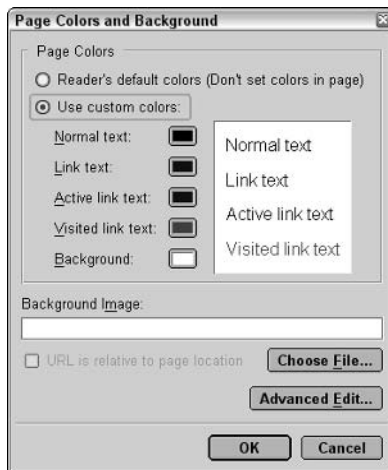 Page Colors and Background
Page Colors
Reader's default colors (Don't set colors in page)
Use custom colors:
Normal text:
Link text:
Active link text:
Visited link text:
Background:
Normal text
Link text
Active link text
Visited link text
Background Image:
URL is relative to page location
Choose File...
Advanced Edit...
OK
Cancel